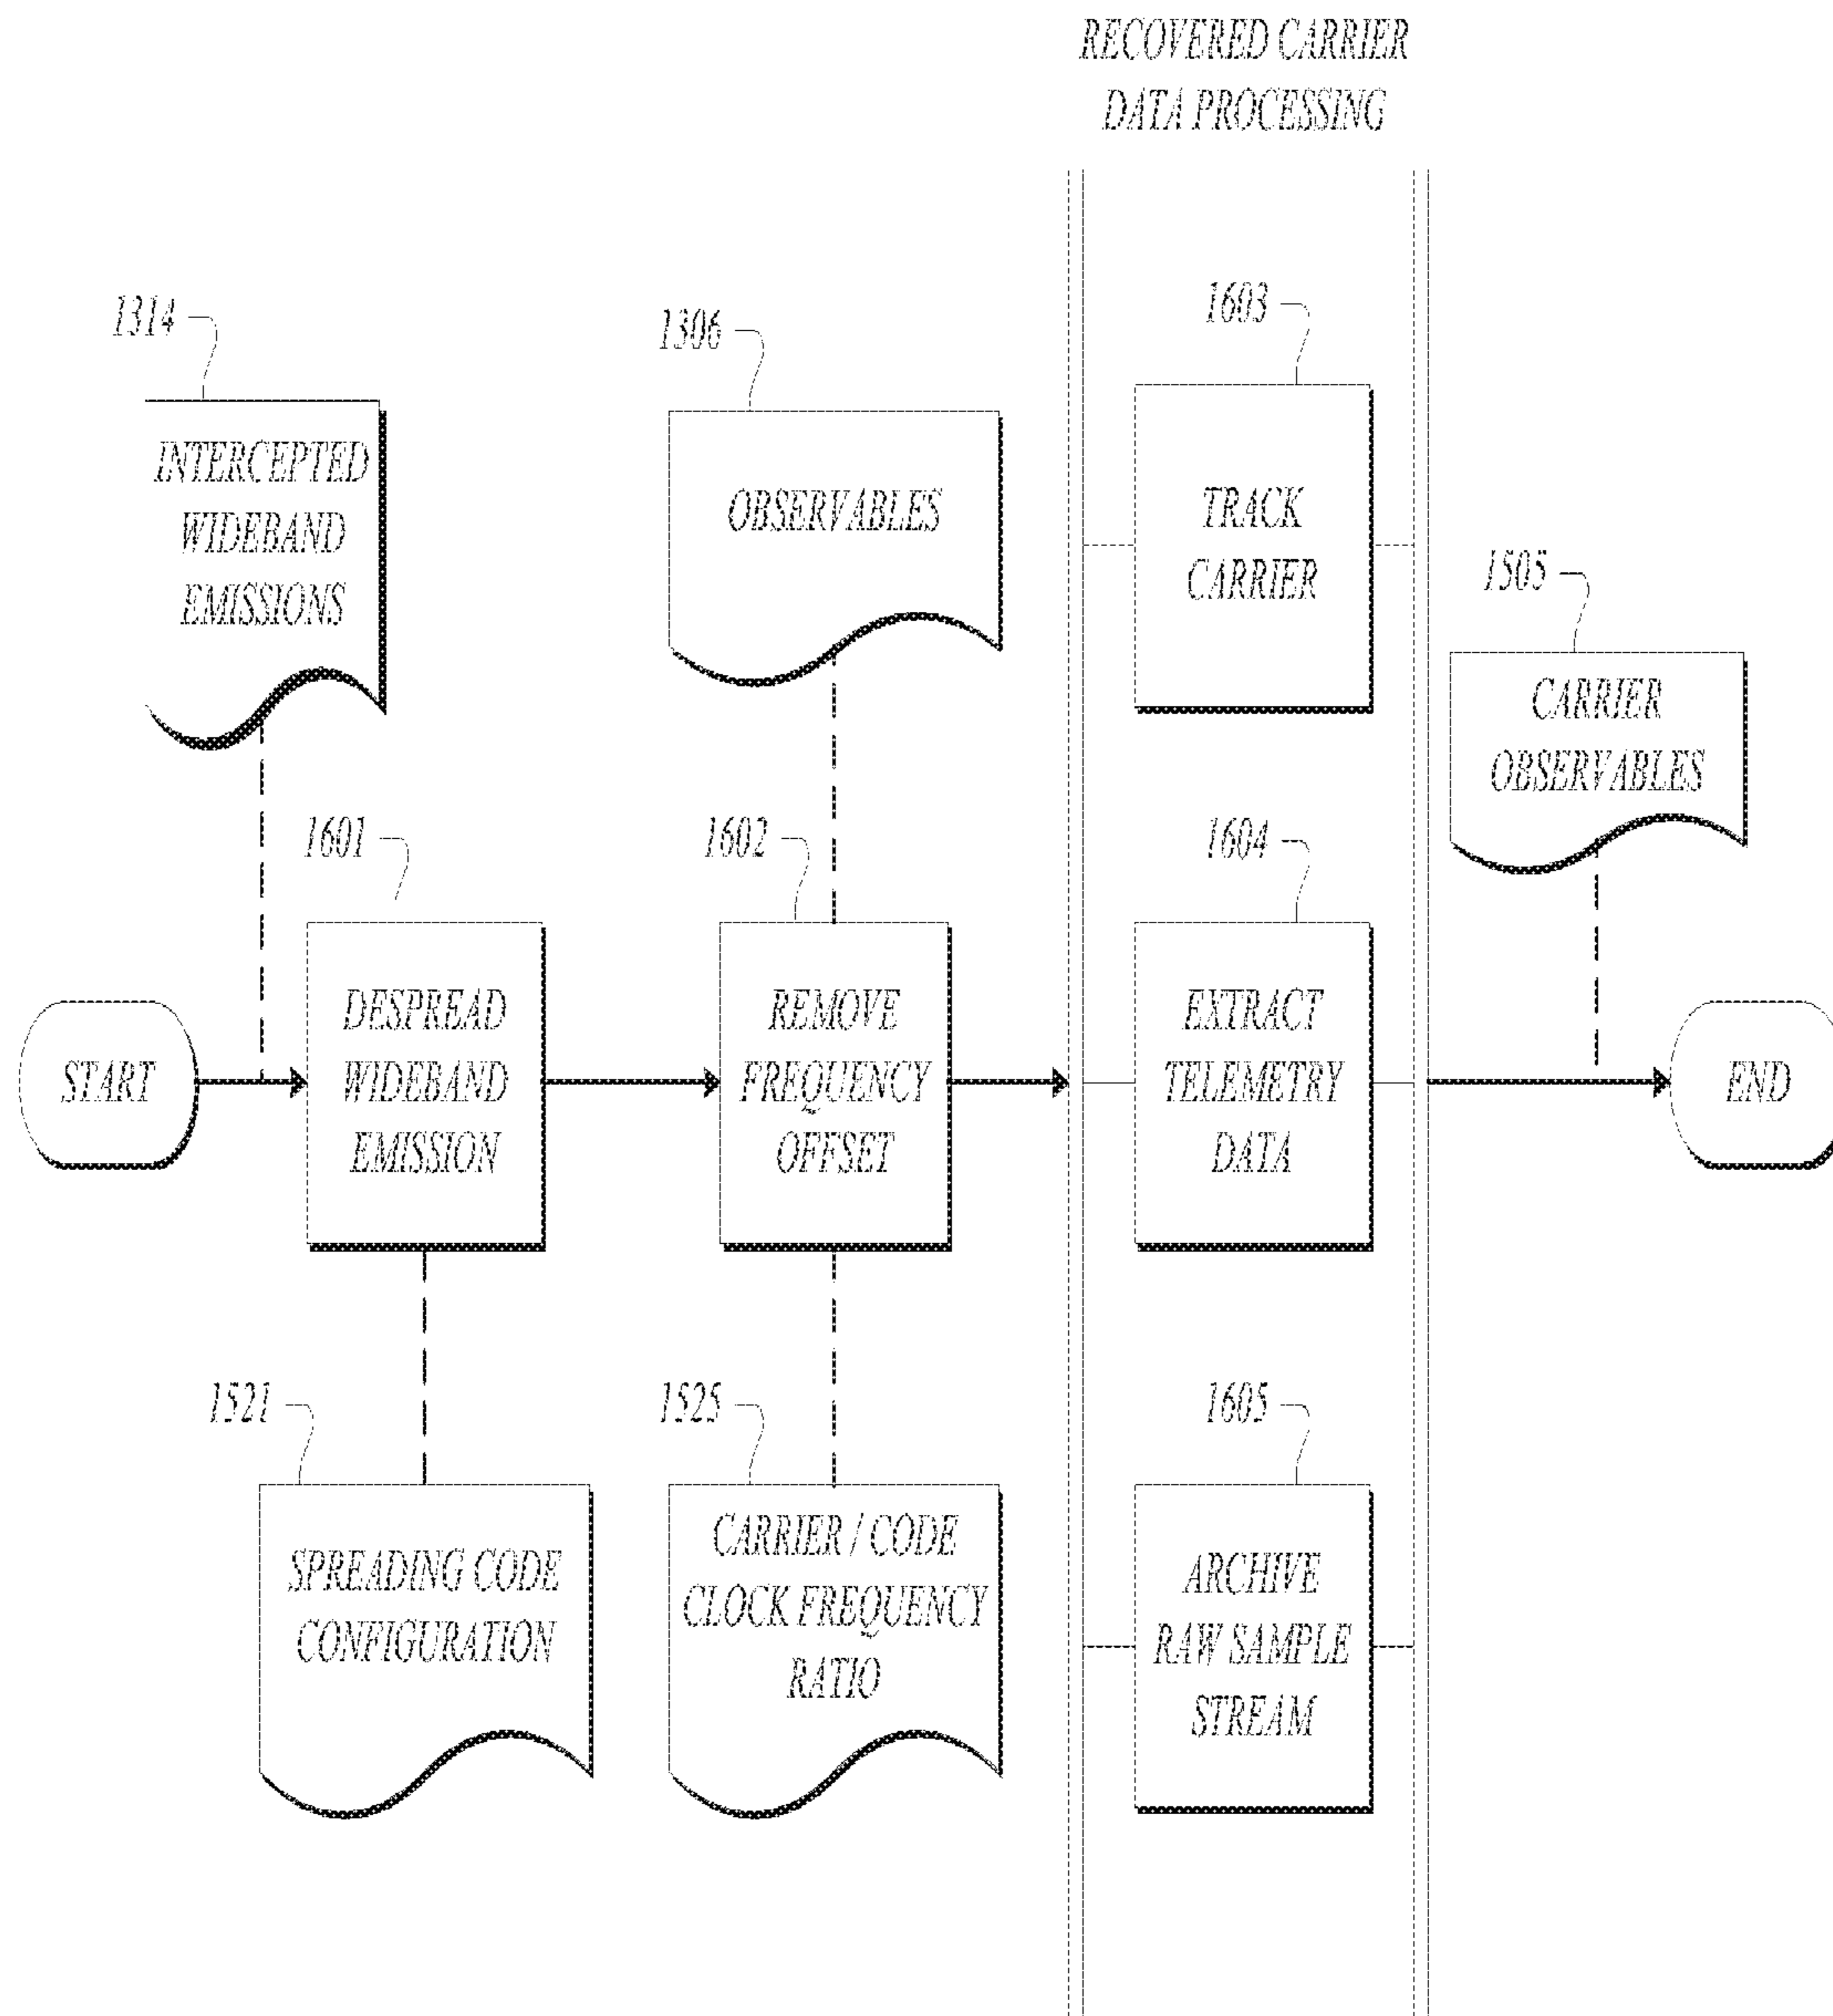 RECOVERED CARRIER
DATA PROCESSING
1314
INTERCEPTED
WIDEBAND
EMISSIONS
1306
OBSERVABLES
1603
TRACK
CARRIER
1505
CARRIER
OBSERVABLES
START
1601
DESPREAD
WIDEBAND
EMISSION
1602
REMOVE
FREQUENCY
OFFSET
1604
EXTRACT
TELEMETRY
DATA
END
1521
SPREADING CODE
CONFIGURATION
1525
CARRIER / CODE
CLOCK FREQUENCY
RATIO
1605
ARCHIVE
RAW SAMPLE
STREAM